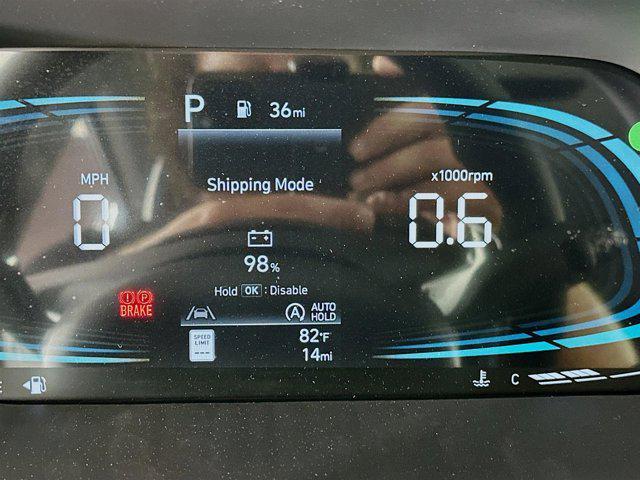 P 36mi
MPH
0
Shipping Mode
x1000rpm
0.6
98%
Hold OK : Disable
BRAKE
AUTO HOLD
SPEED LIMIT
---
82°F
14mi
E
C